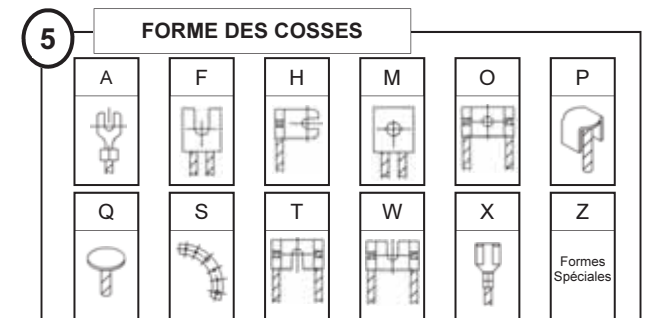 5
FORME DES COSSES
A F H M O P
Q S T W X Z
Formes
Spéciales